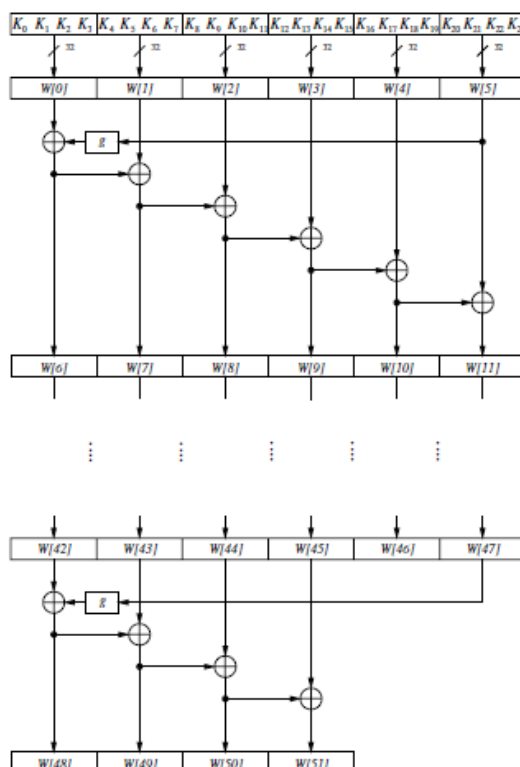 K0 K1 K2 K3 K4 K5 K6 K7 K8 K9 K10 K11 K12 K13 K14 K15 K16 K17 K18 K19 K20 K21 K22
32 32 32 32 32 32
W[0] W[1] W[2] W[3] W[4] W[5]
g
W[6] W[7] W[8] W[9] W[10] W[11]
W[42] W[43] W[44] W[45] W[46] W[47]
g
W[48] W[49] W[50] W[51]